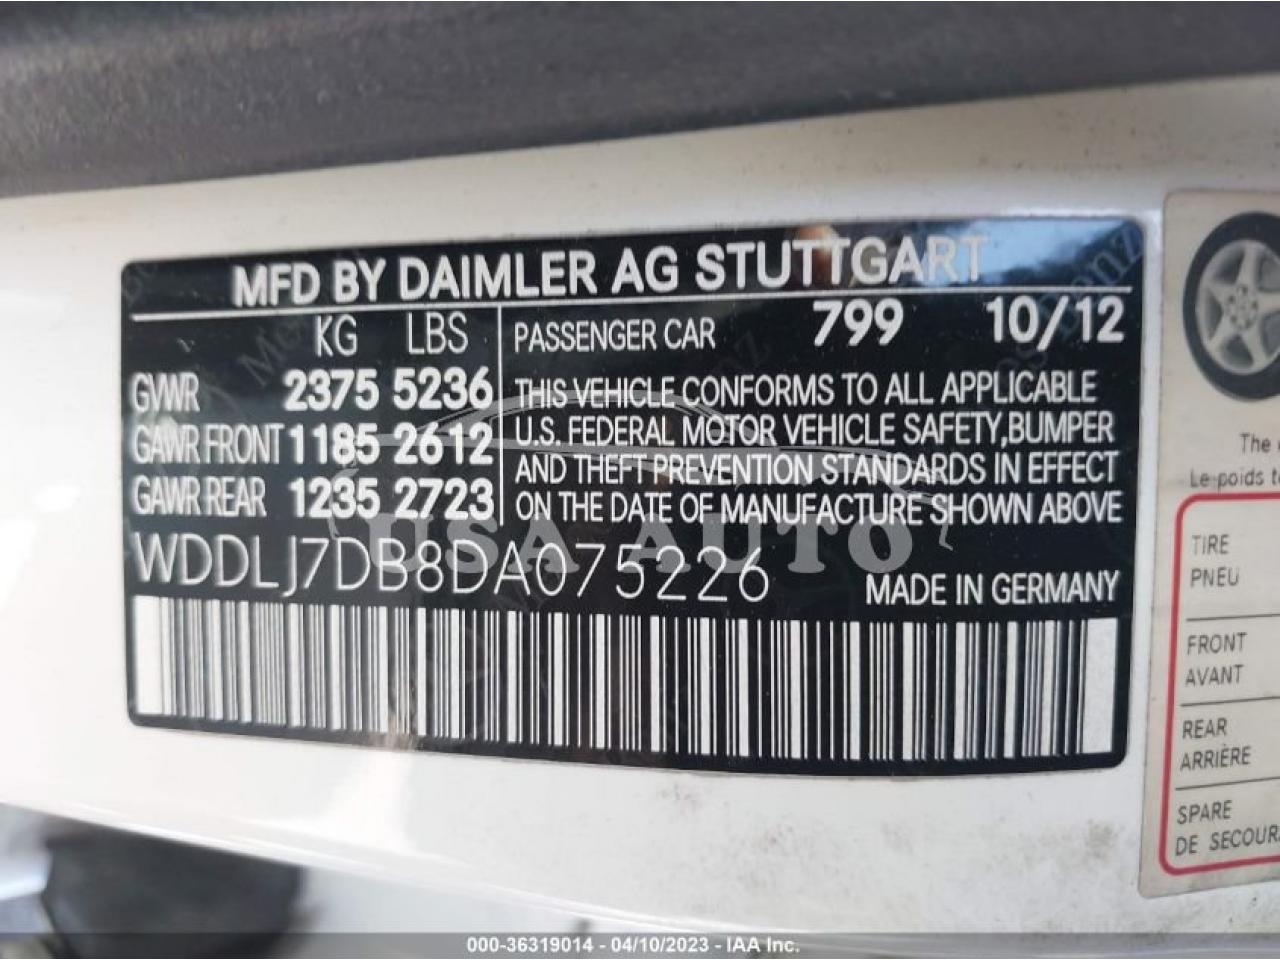 MFD BY DAIMLER AG STUTTGART
KG LBS
PASSENGER CAR 799 10/12
GVWR 2375 5236
GAWR FRONT 1185 2612
GAWR REAR 1235 2723
THIS VEHICLE CONFORMS TO ALL APPLICABLE
U.S. FEDERAL MOTOR VEHICLE SAFETY,BUMPER
AND THEFT PREVENTION STANDARDS IN EFFECT
ON THE DATE OF MANUFACTURE SHOWN ABOVE
WDDLJ7DB8DA075226
MADE IN GERMANY
USA AUTO
The
Le poids
TIRE
PNEU
FRONT
AVANT
REAR
ARRIÈRE
SPARE
DE
000-36319014 - 04/10/2023 - IAA Inc.